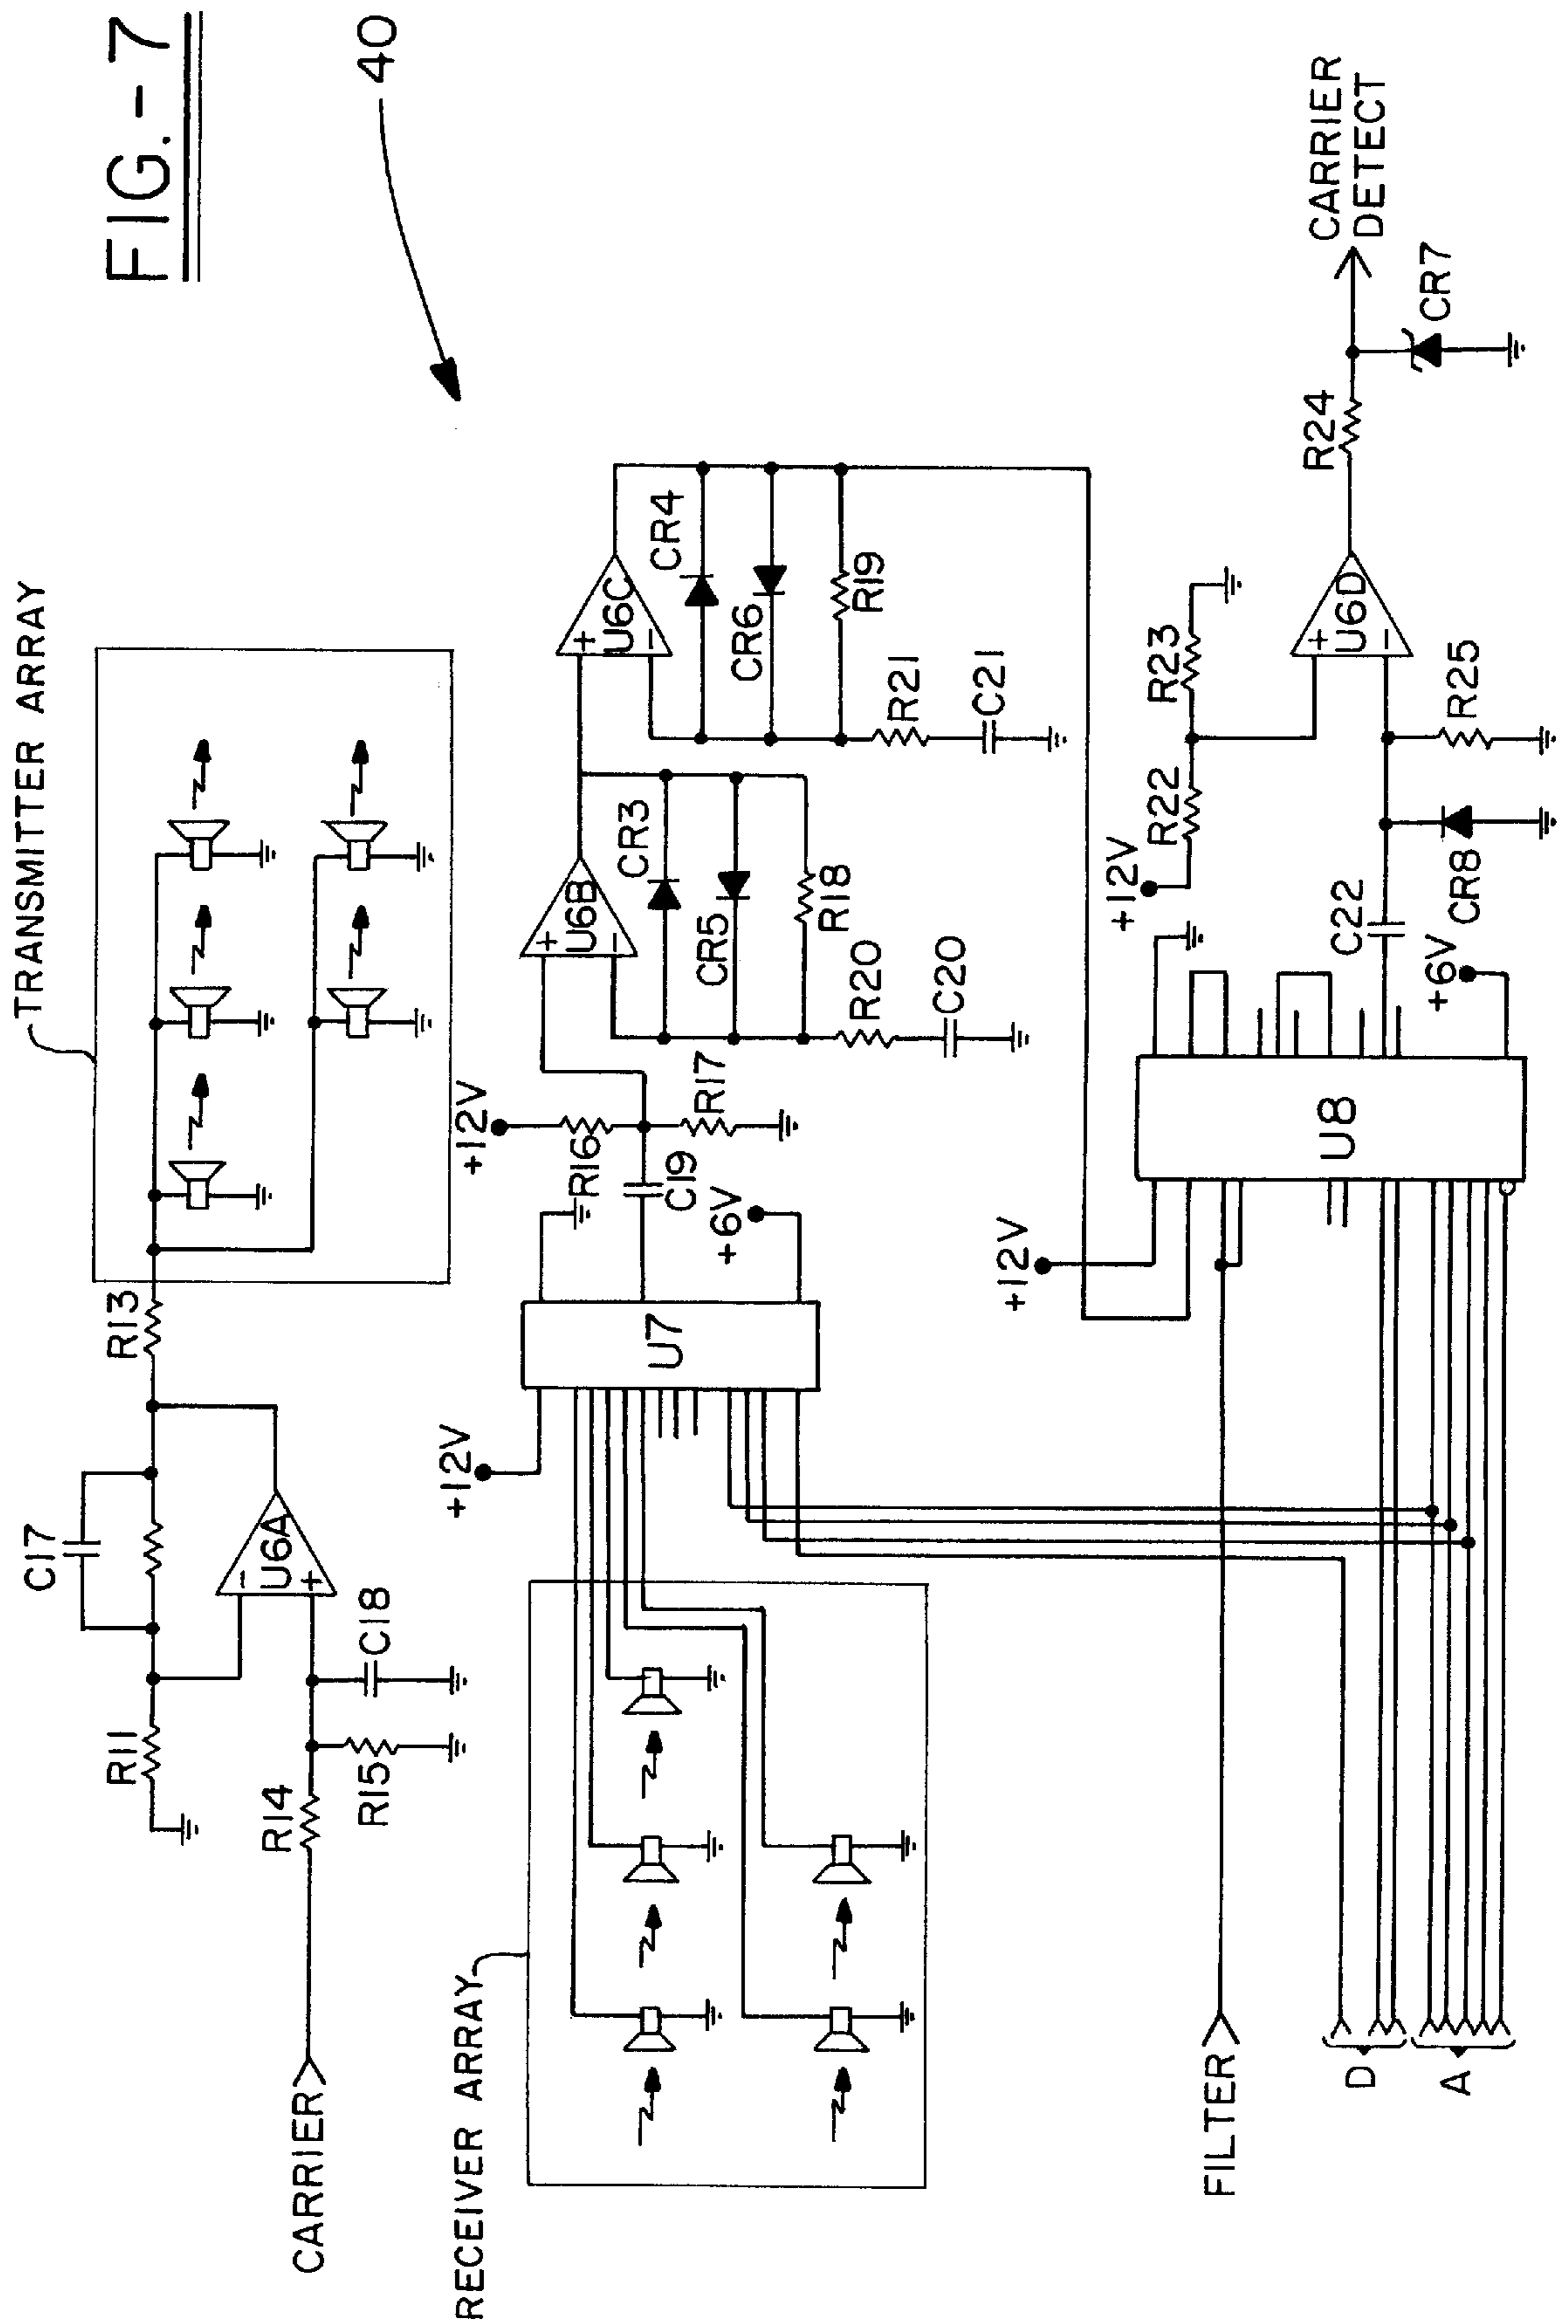 FIG.-7
40
TRANSMITTER ARRAY
C17
R11
R13
U6A
-
+
R14
R15
C18
CARRIER
RECEIVER ARRAY
+12V
U7
+6V
C19
+12V
R16
R17
U6B
+
-
CR3
CR5
R18
R20
C20
U6C
+
-
CR4
CR6
R19
R21
C21
FILTER
D
A
+12V
U8
+6V
C22
CR8
+12V
R22
R23
U6D
+
-
R25
R24
CR7
CARRIER
DETECT